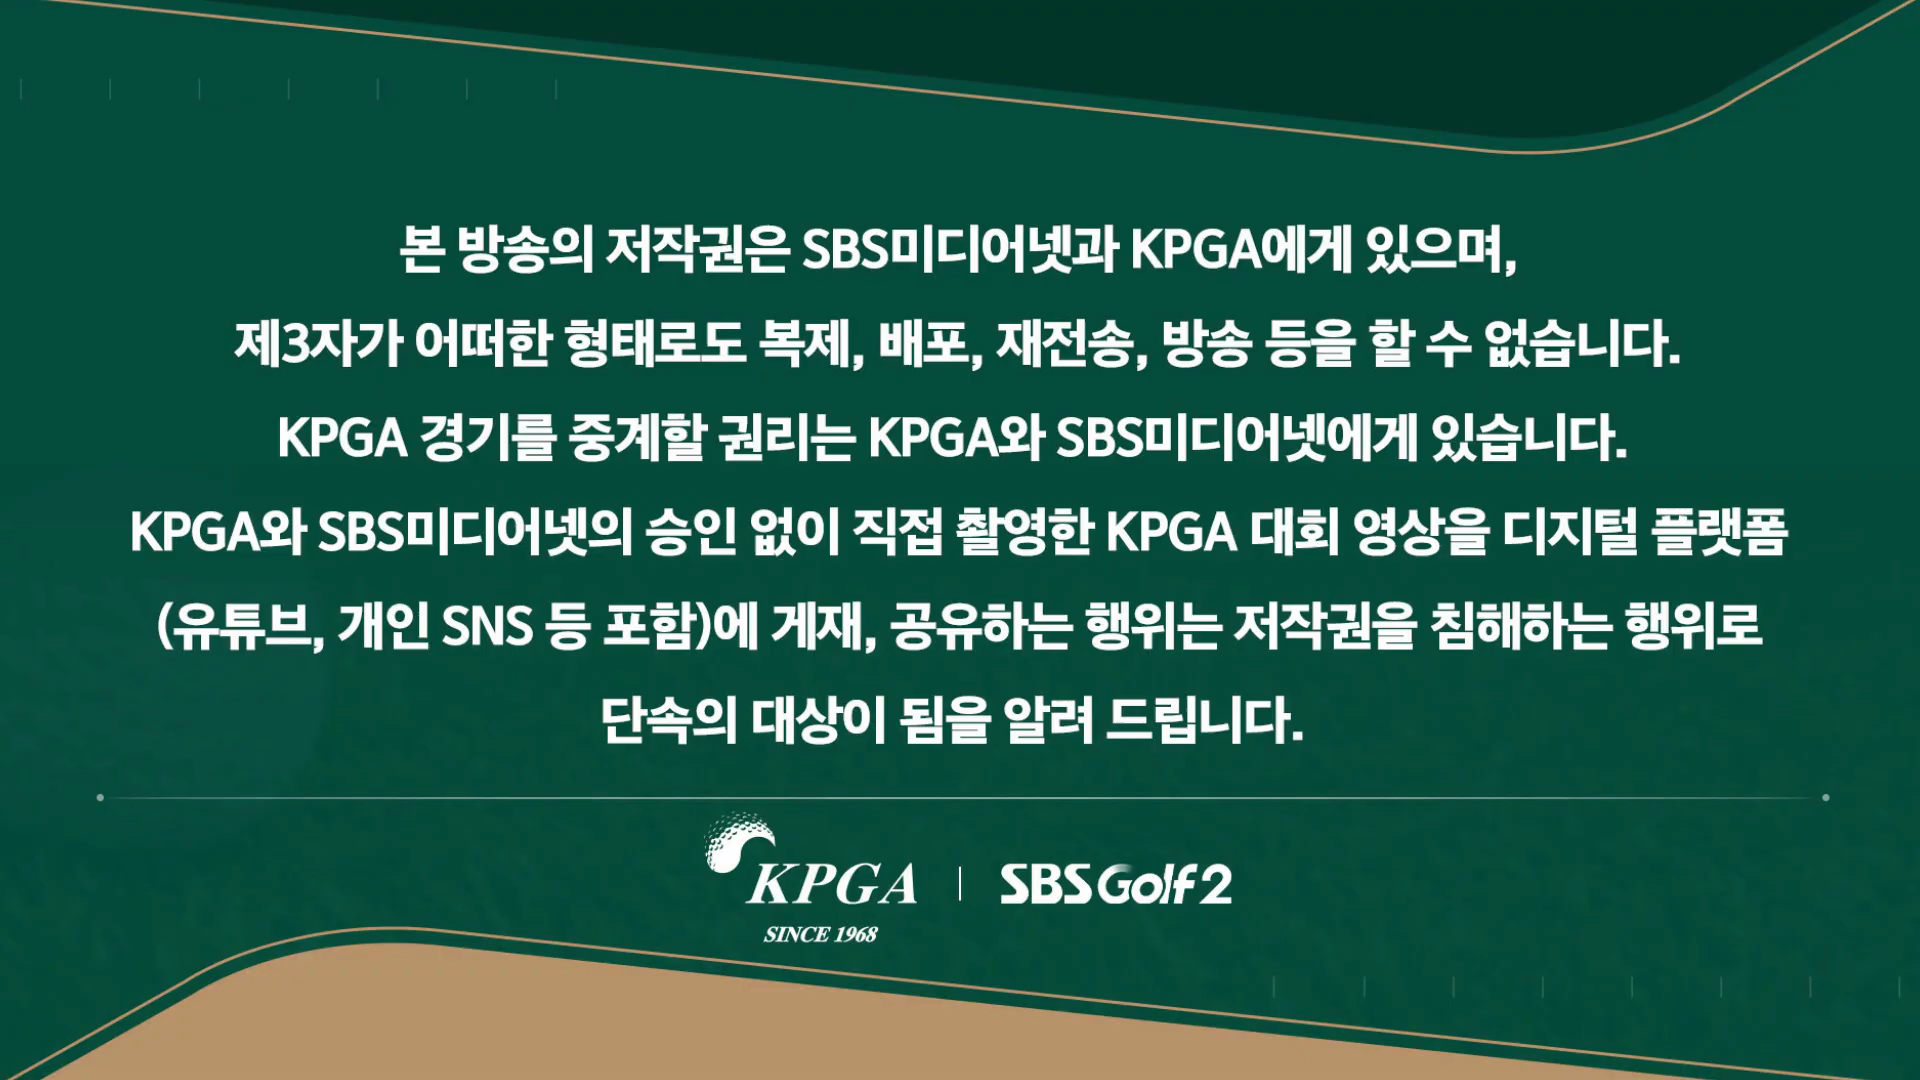 본 방송의 저작권은 SBS미디어넷과 KPGA에게 있으며,
제3자가 어떠한 형태로도 복제, 배포, 재전송, 방송 등을 할 수 없습니다.
KPGA 경기를 중계할 권리는 KPGA와 SBS미디어넷에게 있습니다.
KPGA와 SBS미디어넷의 승인 없이 직접 촬영한 KPGA 대회 영상을 디지털 플랫폼
(유튜브, 개인 SNS 등 포함)에 게재, 공유하는 행위는 저작권을 침해하는 행위로
단속의 대상이 됨을 알려 드립니다.
KPGA | SBS Golf 2
SINCE 1968